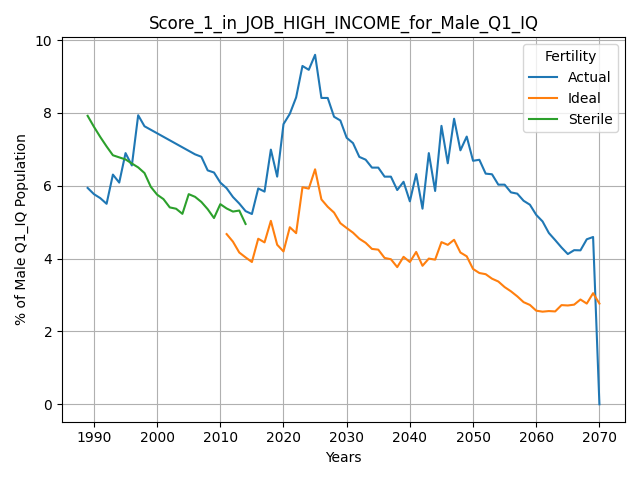 Score_1_in_JOB_HIGH_INCOME_for_Male_Q1_IQ
Fertility
Actual
Ideal
Sterile
% of Male Q1_IQ Population
10
8
6
4
2
0
1990 2000 2010 2020 2030 2040 2050 2060 2070
Years